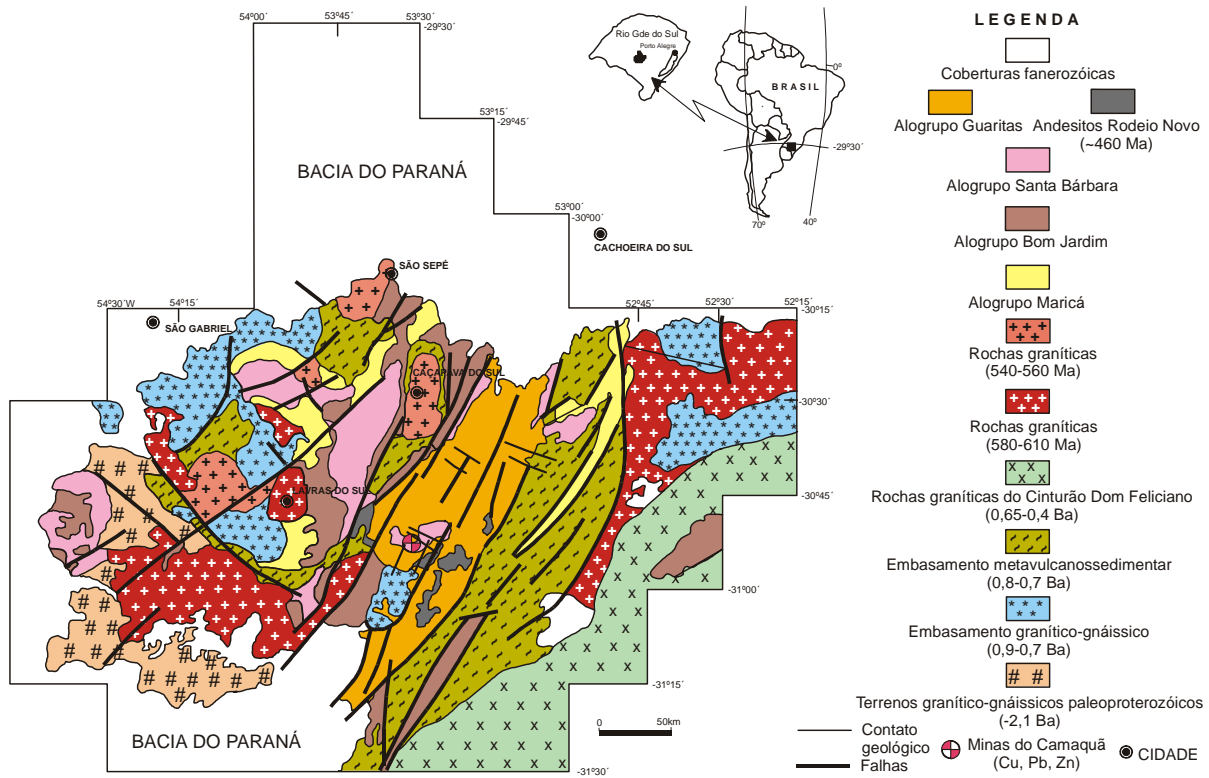 54º00´
53º45´
53º30´
-29º30´
53º15´
-29º45´
BACIA DO PARANÁ
53º00´
-30º00´
CACHOEIRA DO SUL
SÃO SEPÉ
54º30´W
54º15´
SÃO GABRIEL
52º45´
52º30´
52º15´
-30º15´
CAÇAPAVA DO SUL
-30º30´
LAVRAS DO SUL
-30º45´
-31º00´
-31º15´
BACIA DO PARANÁ
0
50km
-31º30´
Rio Gde do Sul
Porto Alegre
BRASIL
0º
-29º30´
70º
40º
LEGENDA
Coberturas fanerozóicas
Alogrupo Guaritas
Andesitos Rodeio Novo
(~460 Ma)
Alogrupo Santa Bárbara
Alogrupo Bom Jardim
Alogrupo Maricá
Rochas graníticas
(540-560 Ma)
Rochas graníticas
(580-610 Ma)
Rochas graníticas do Cinturão Dom Feliciano
(0,65-0,4 Ba)
Embasamento metavulcanossedimentar
(0,8-0,7 Ba)
Embasamento granítico-gnáissico
(0,9-0,7 Ba)
Terrenos granítico-gnáissicos paleoproterozóicos
(-2,1 Ba)
Contato
geológico
Falhas
Minas do Camaquã
(Cu, Pb, Zn)
CIDADE